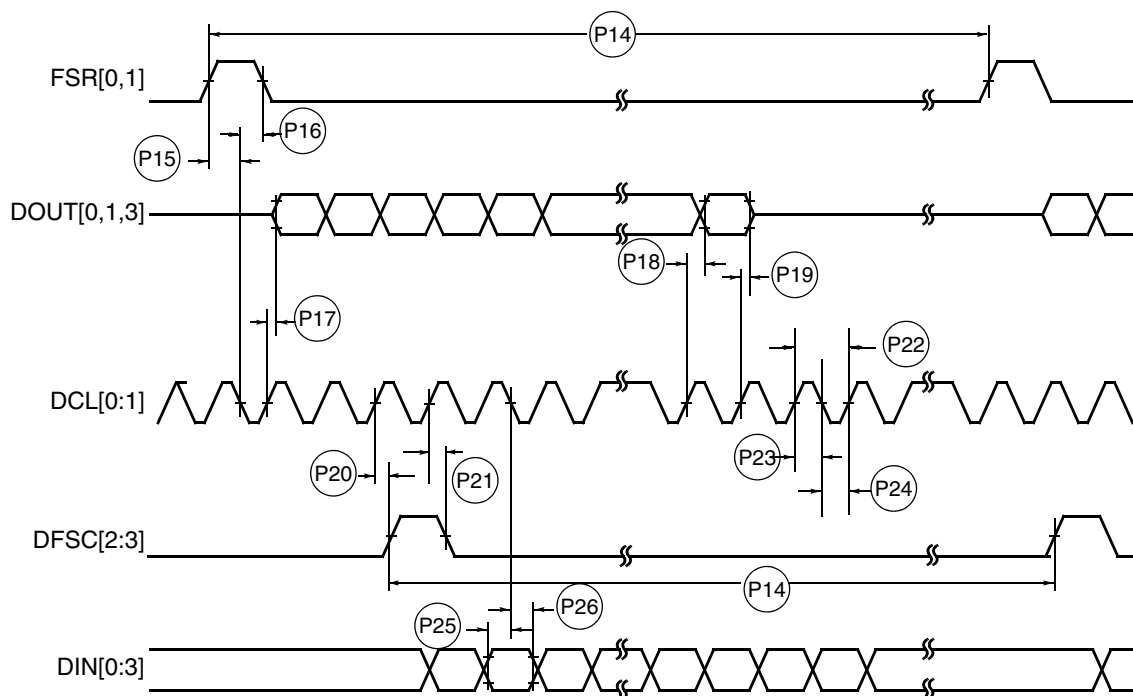 P14
FSR[0,1]
P16
P15
DOUT[0,1,3]
P18
P19
P17
P22
DCL[0:1]
P23
P20
P21
P24
DFSC[2:3]
P14
P26
P25
DIN[0:3]